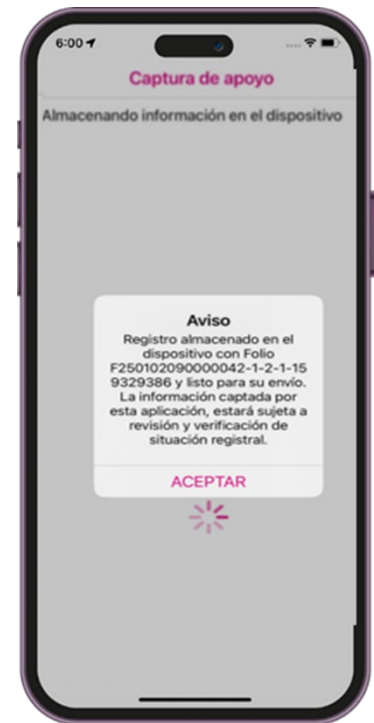 6:00
Captura de apoyo
Almacenando información en el dispositivo
Aviso
Registro almacenado en el
dispositivo con Folio
F250102090000042-1-2-1-15
9329386 y listo para su envío.
La información captada por
esta aplicación, estará sujeta a
revisión y verificación de
situación registral.
ACEPTAR